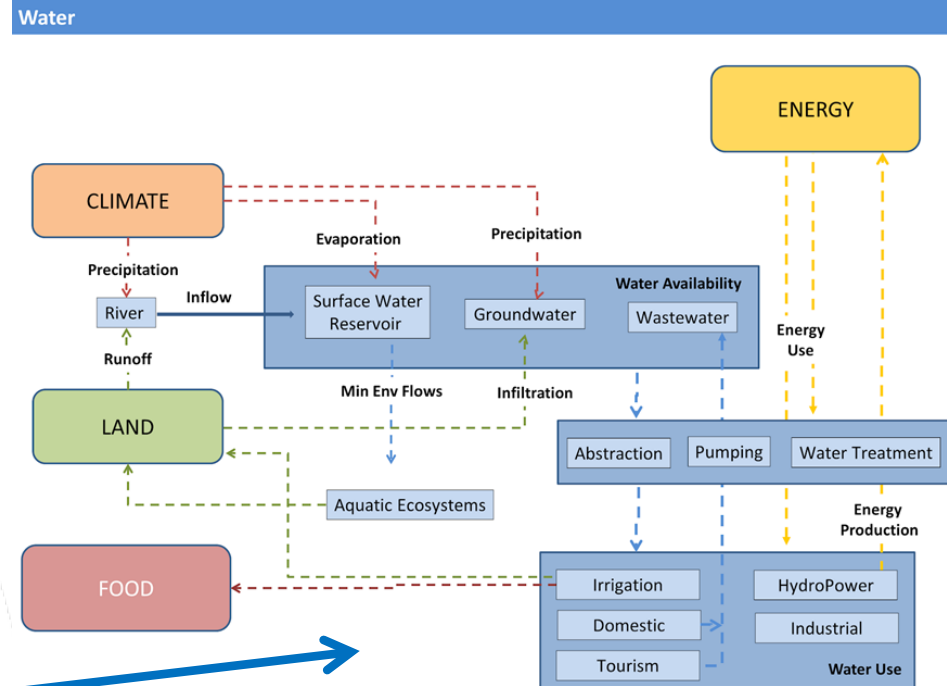 Water
ENERGY
CLIMATE
Evaporation
Precipitation
Precipitation
Water Availability
River
Inflow
Surface Water
Reservoir
Groundwater
Wastewater
Energy
Use
Runoff
Min Env Flows
Infiltration
LAND
Abstraction
Pumping
Water Treatment
Aquatic Ecosystems
Energy
Production
FOOD
Irrigation
HydroPower
Domestic
Industrial
Tourism
Water Use